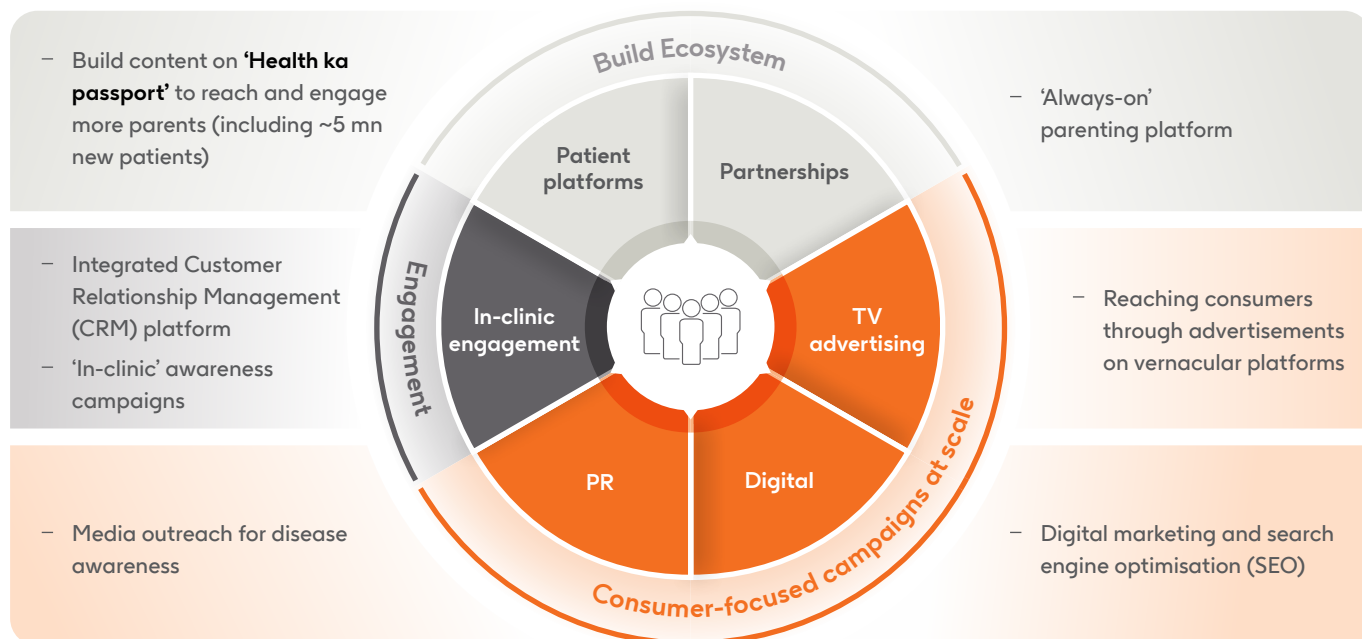 – Build content on ‘Health ka
passport’ to reach and engage
more parents (including ~5 mn
new patients)
– Integrated Customer
Relationship Management
(CRM) platform
– ‘In-clinic’ awareness
campaigns
– Media outreach for disease
awareness
Build Ecosystem
Patient
platforms
Partnerships
Engagement
In-clinic
engagement
TV
advertising
PR
Digital
Consumer-focused campaigns at scale
– ‘Always-on’
parenting platform
– Reaching consumers
through advertisements
on vernacular platforms
– Digital marketing and search
engine optimisation (SEO)